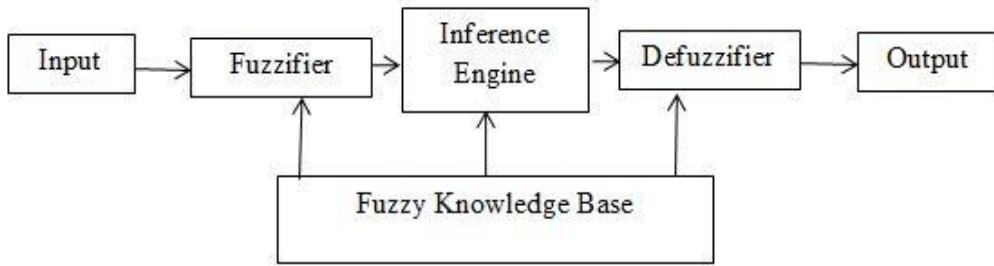 Input
Fuzzifier
Inference
Engine
Defuzzifier
Output
Fuzzy Knowledge Base